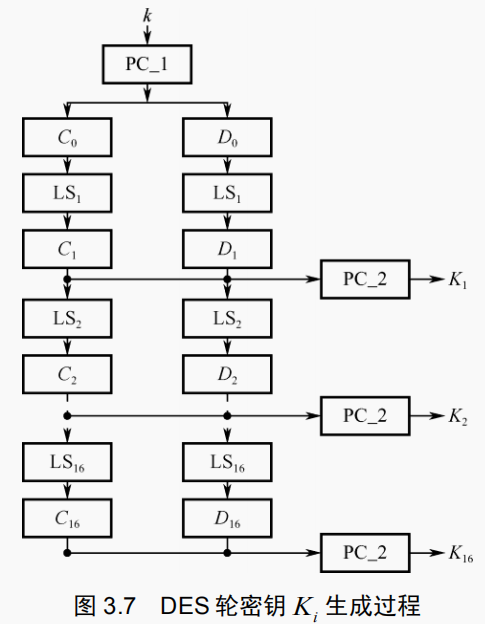 k
PC_1
C₀ D₀
LS₁ LS₁
C₁ D₁
PC_2 K₁
LS₂ LS₂
C₂ D₂
PC_2 K₂
LS₁₆ LS₁₆
C₁₆ D₁₆
PC_2 K₁₆
图 3.7 DES 轮密钥 Kᵢ 生成过程